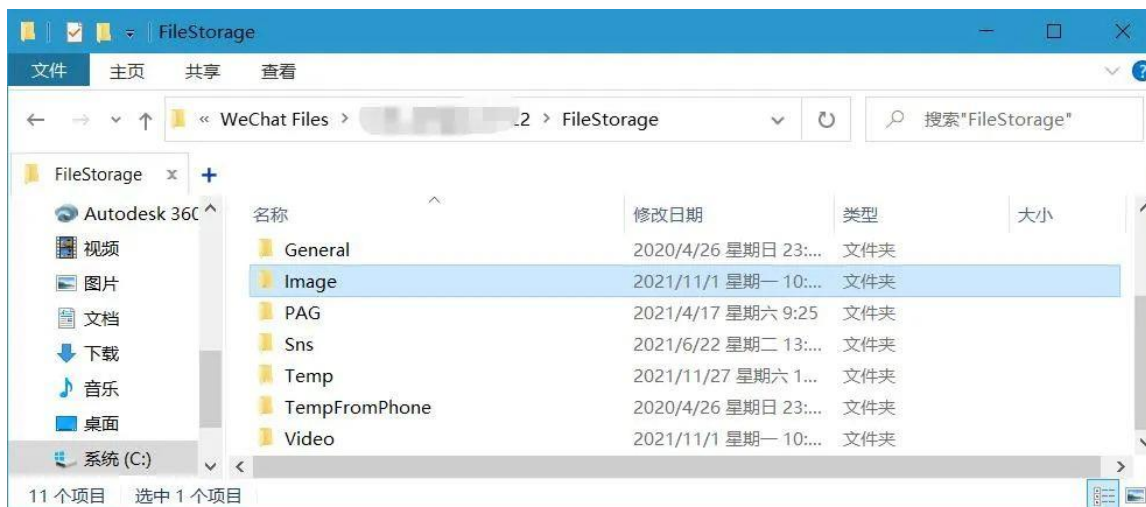 FileStorage
文件 主页 共享 查看
« WeChat Files > 2 > FileStorage 搜索"FileStorage"
FileStorage x +
名称 修改日期 类型 大小
Autodesk 360
视频
图片
文档
下载
音乐
桌面
系统 (C:)
General 2020/4/26 星期日 23:... 文件夹
Image 2021/11/1 星期一 10:... 文件夹
PAG 2021/4/17 星期六 9:25 文件夹
Sns 2021/6/22 星期二 13:... 文件夹
Temp 2021/11/27 星期六 1... 文件夹
TempFromPhone 2020/4/26 星期日 23:... 文件夹
Video 2021/11/1 星期一 10:... 文件夹
11 个项目 选中 1 个项目